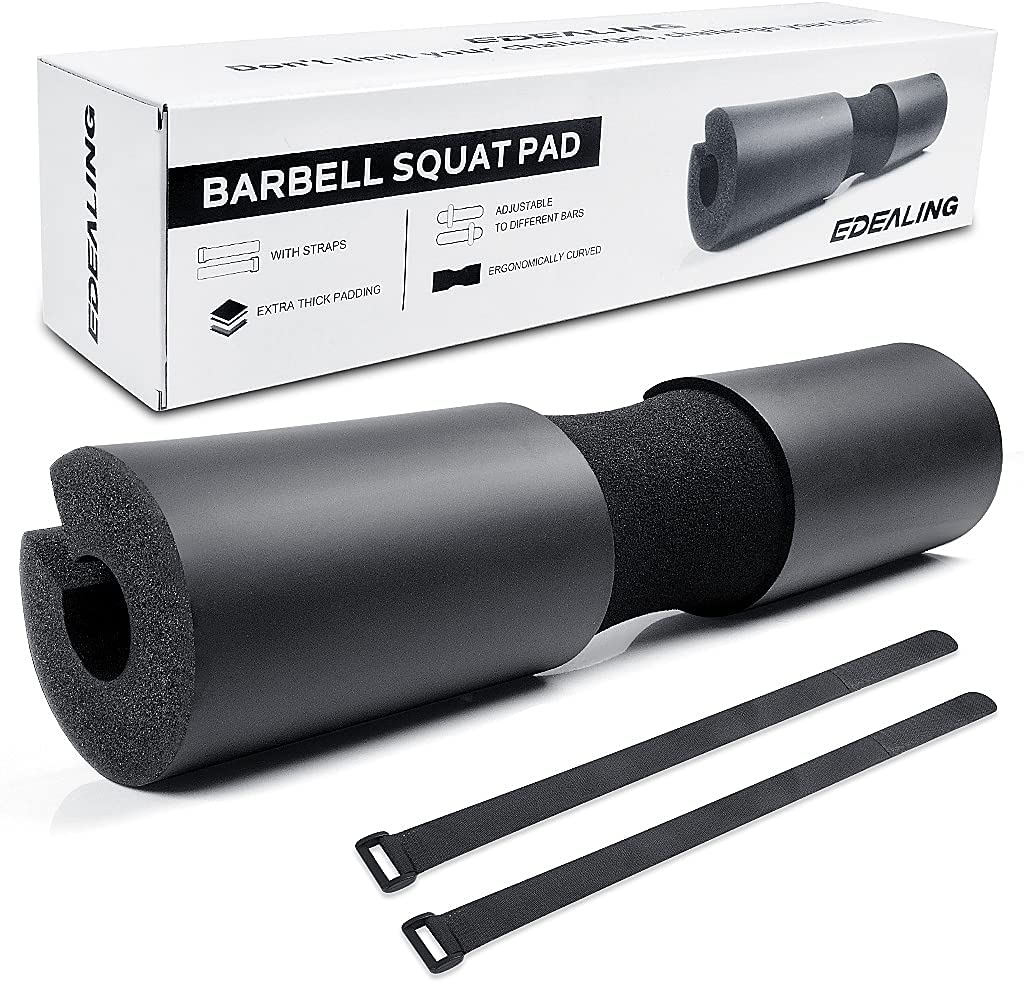 EDEALING
Don't limit your challenges, challenge your limit
EDEALING
BARBELL SQUAT PAD
WITH STRAPS
EXTRA THICK PADDING
ADJUSTABLE
TO DIFFERENT BARS
ERGONOMICALLY CURVED
EDEALING